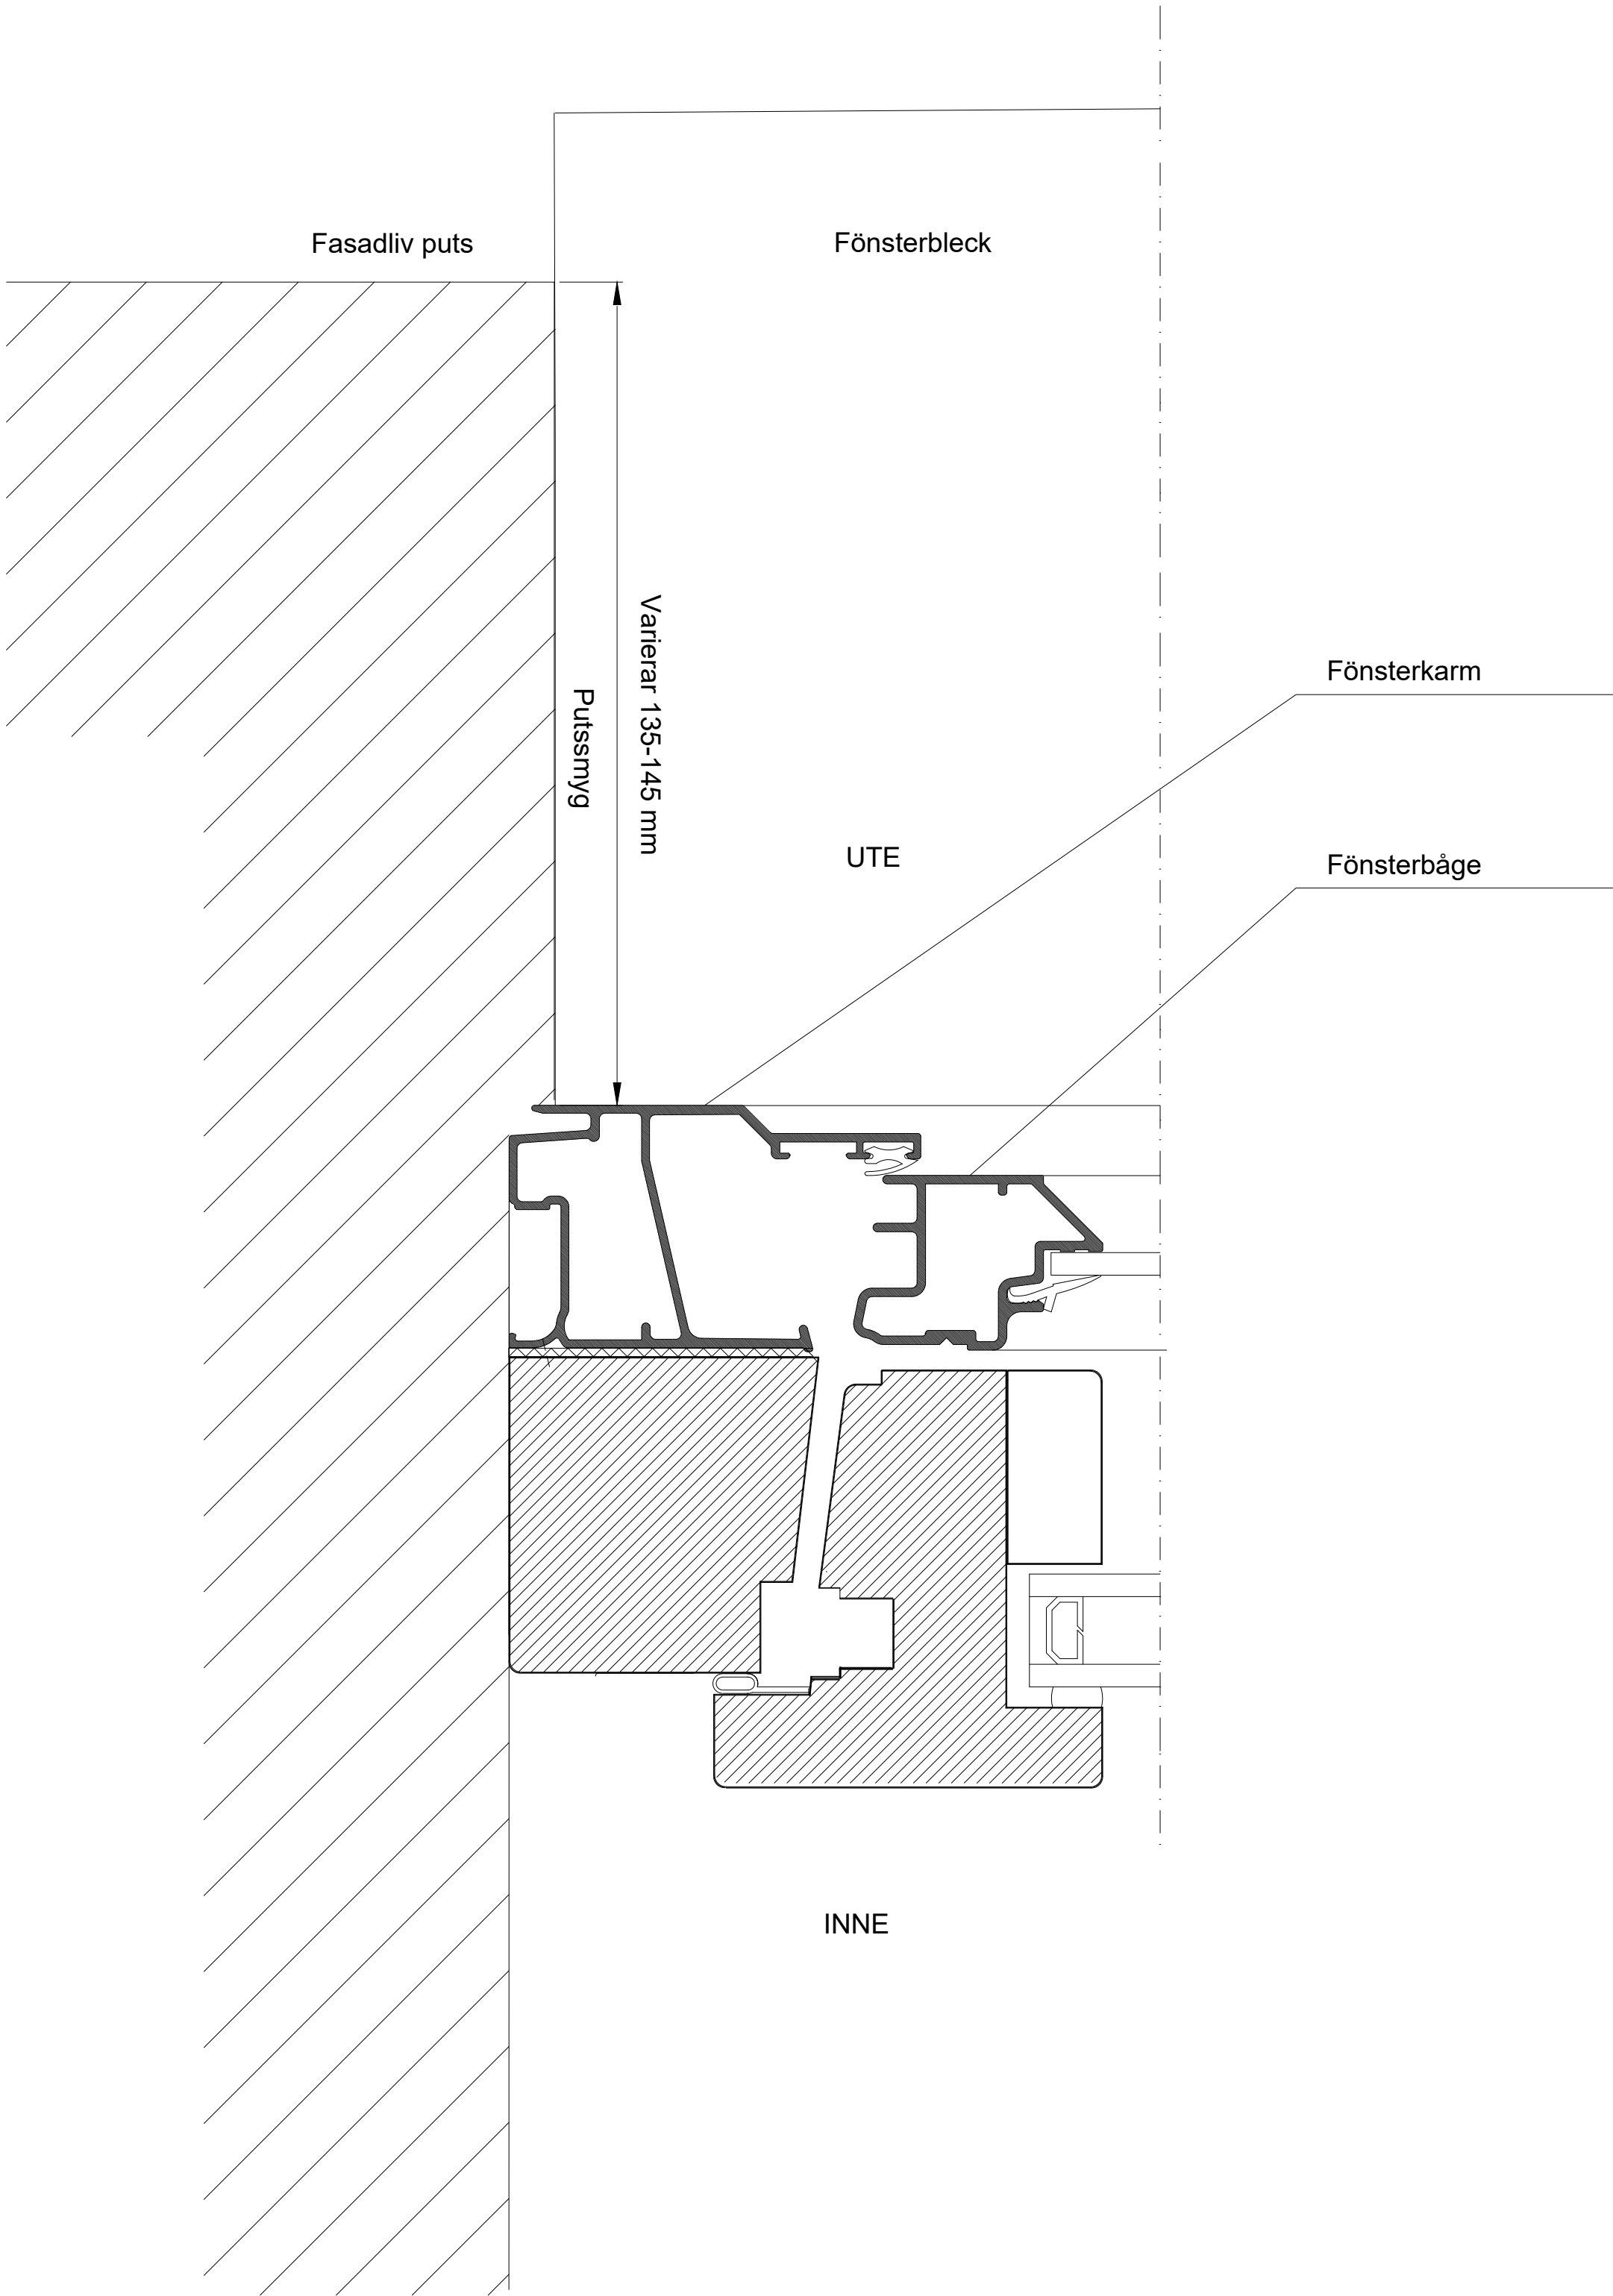 Fasadliv puts
Fönsterbleck
Varierar 135-145 mm
Putssmyg
Fönsterkarm
UTE
Fönsterbåge
INNE